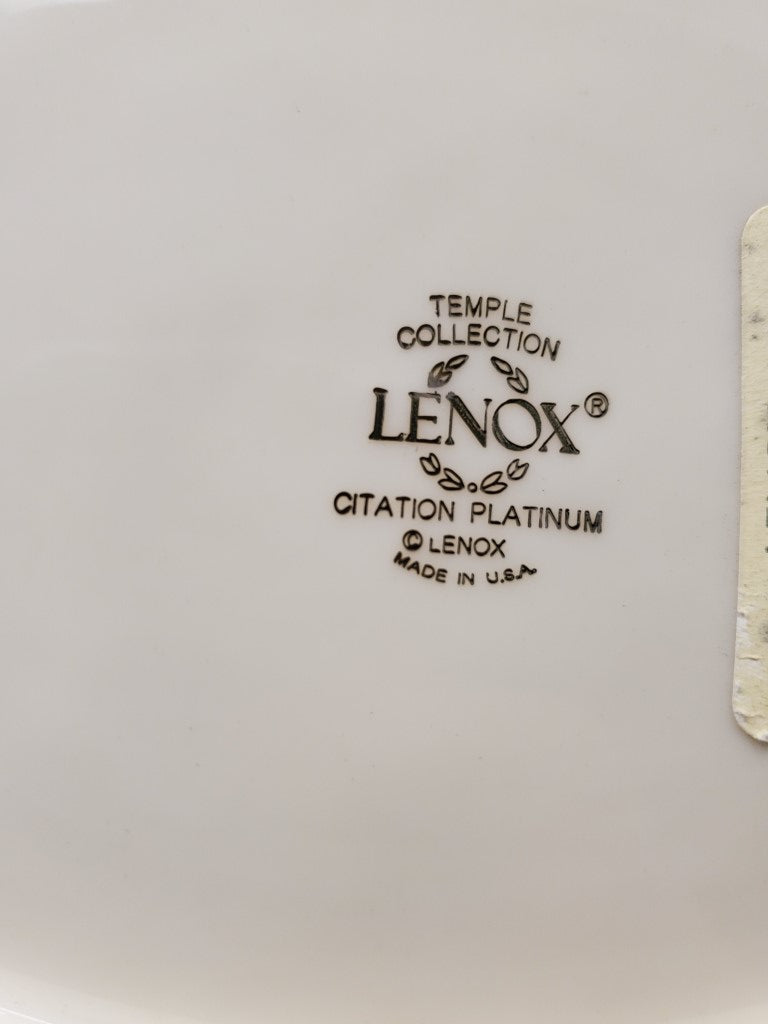 TEMPLE
COLLECTION
LENOX®
CITATION PLATINUM
© LENOX
MADE IN U.S.A.